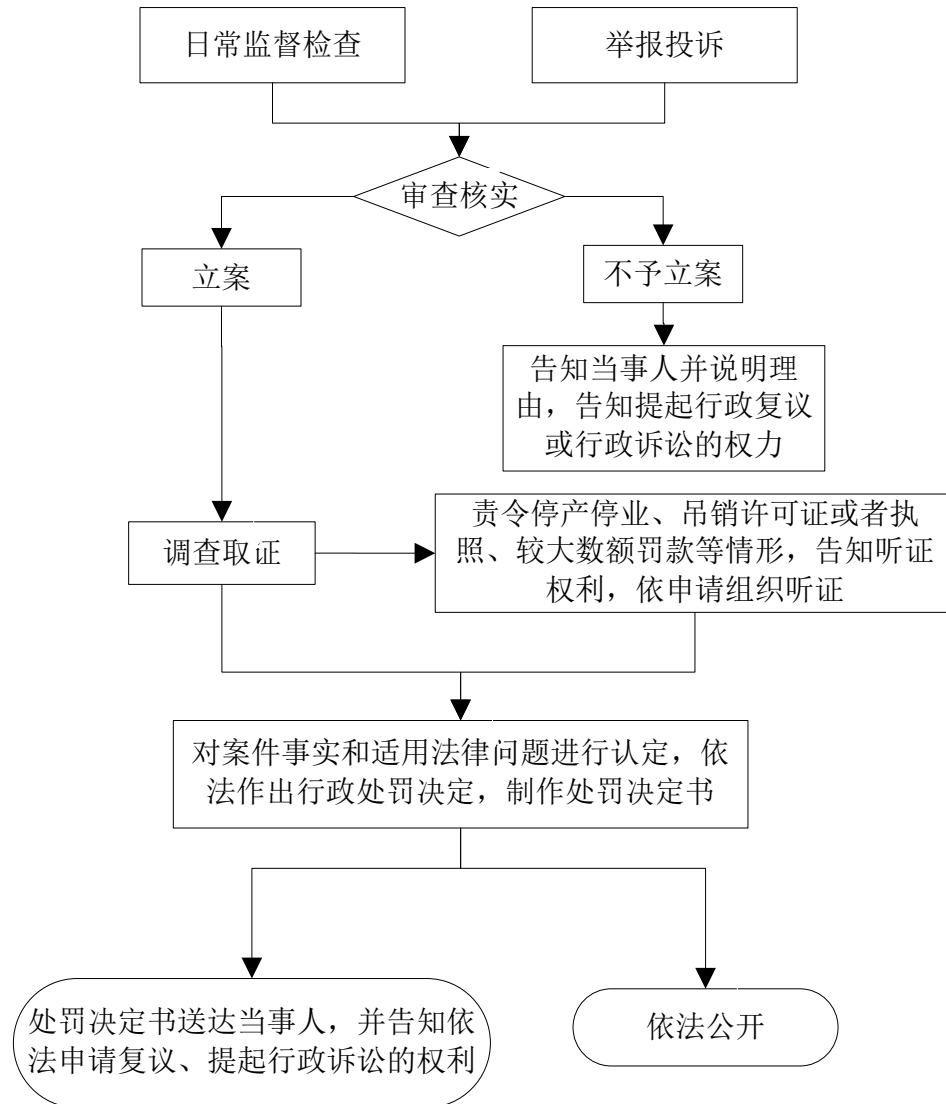 日常监督检查
举报投诉
审查核实
立案
不予立案
告知当事人并说明理
由，告知提起行政复议
或行政诉讼的权力
调查取证
责令停产停业、吊销许可证或者执
照、较大数额罚款等情形，告知听证
权利，依申请组织听证
对案件事实和适用法律问题进行认定，依
法作出行政处罚决定，制作处罚决定书
处罚决定书送达当事人，并告知依
法申请复议、提起行政诉讼的权利
依法公开